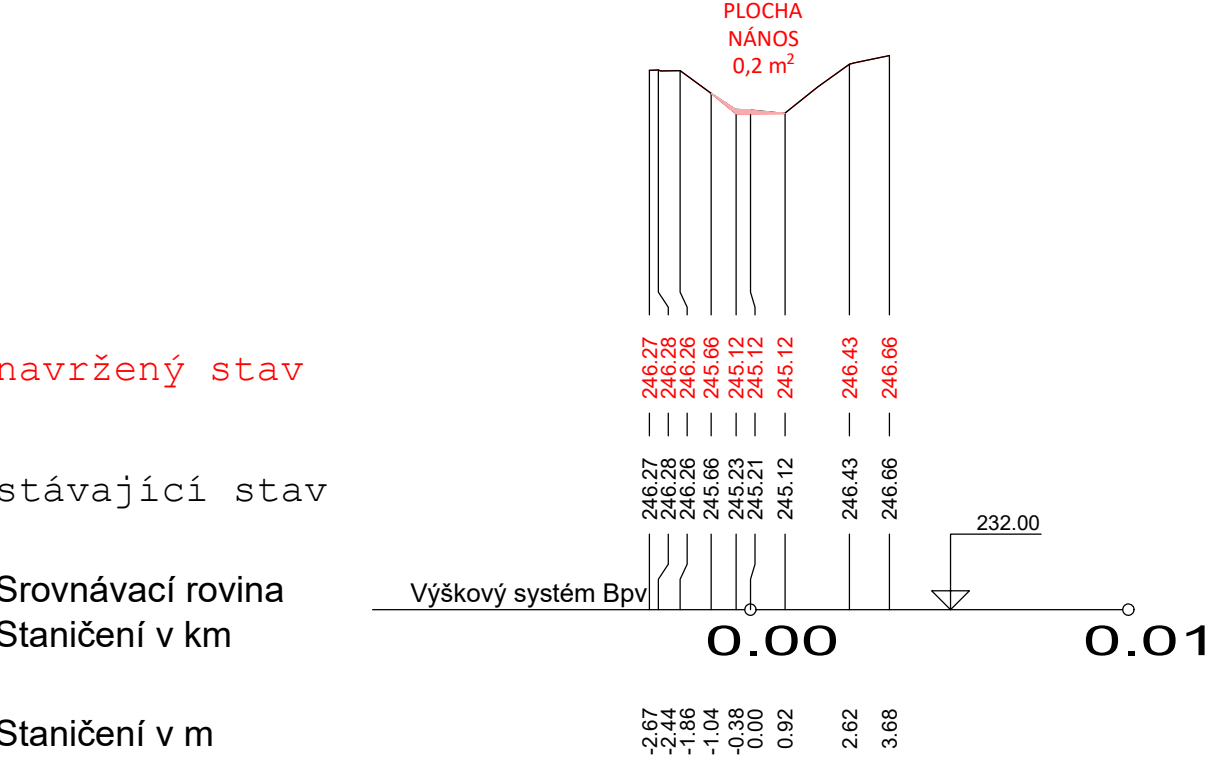 PLOCHA
NÁNOS
0,2 m²
navržený stav
246.27 246.28 246.26 245.66 245.12 245.12 245.12 246.43 246.66
stávající stav
246.27 246.28 246.26 245.66 245.23 245.21 245.12 246.43 246.66
232.00
Srovnávací rovina
Výškový systém Bpv
Staničení v km
0.00 0.01
Staničení v m
-2.67 -2.44 -1.86 -1.04 -0.38 0.00 0.92 2.62 3.68